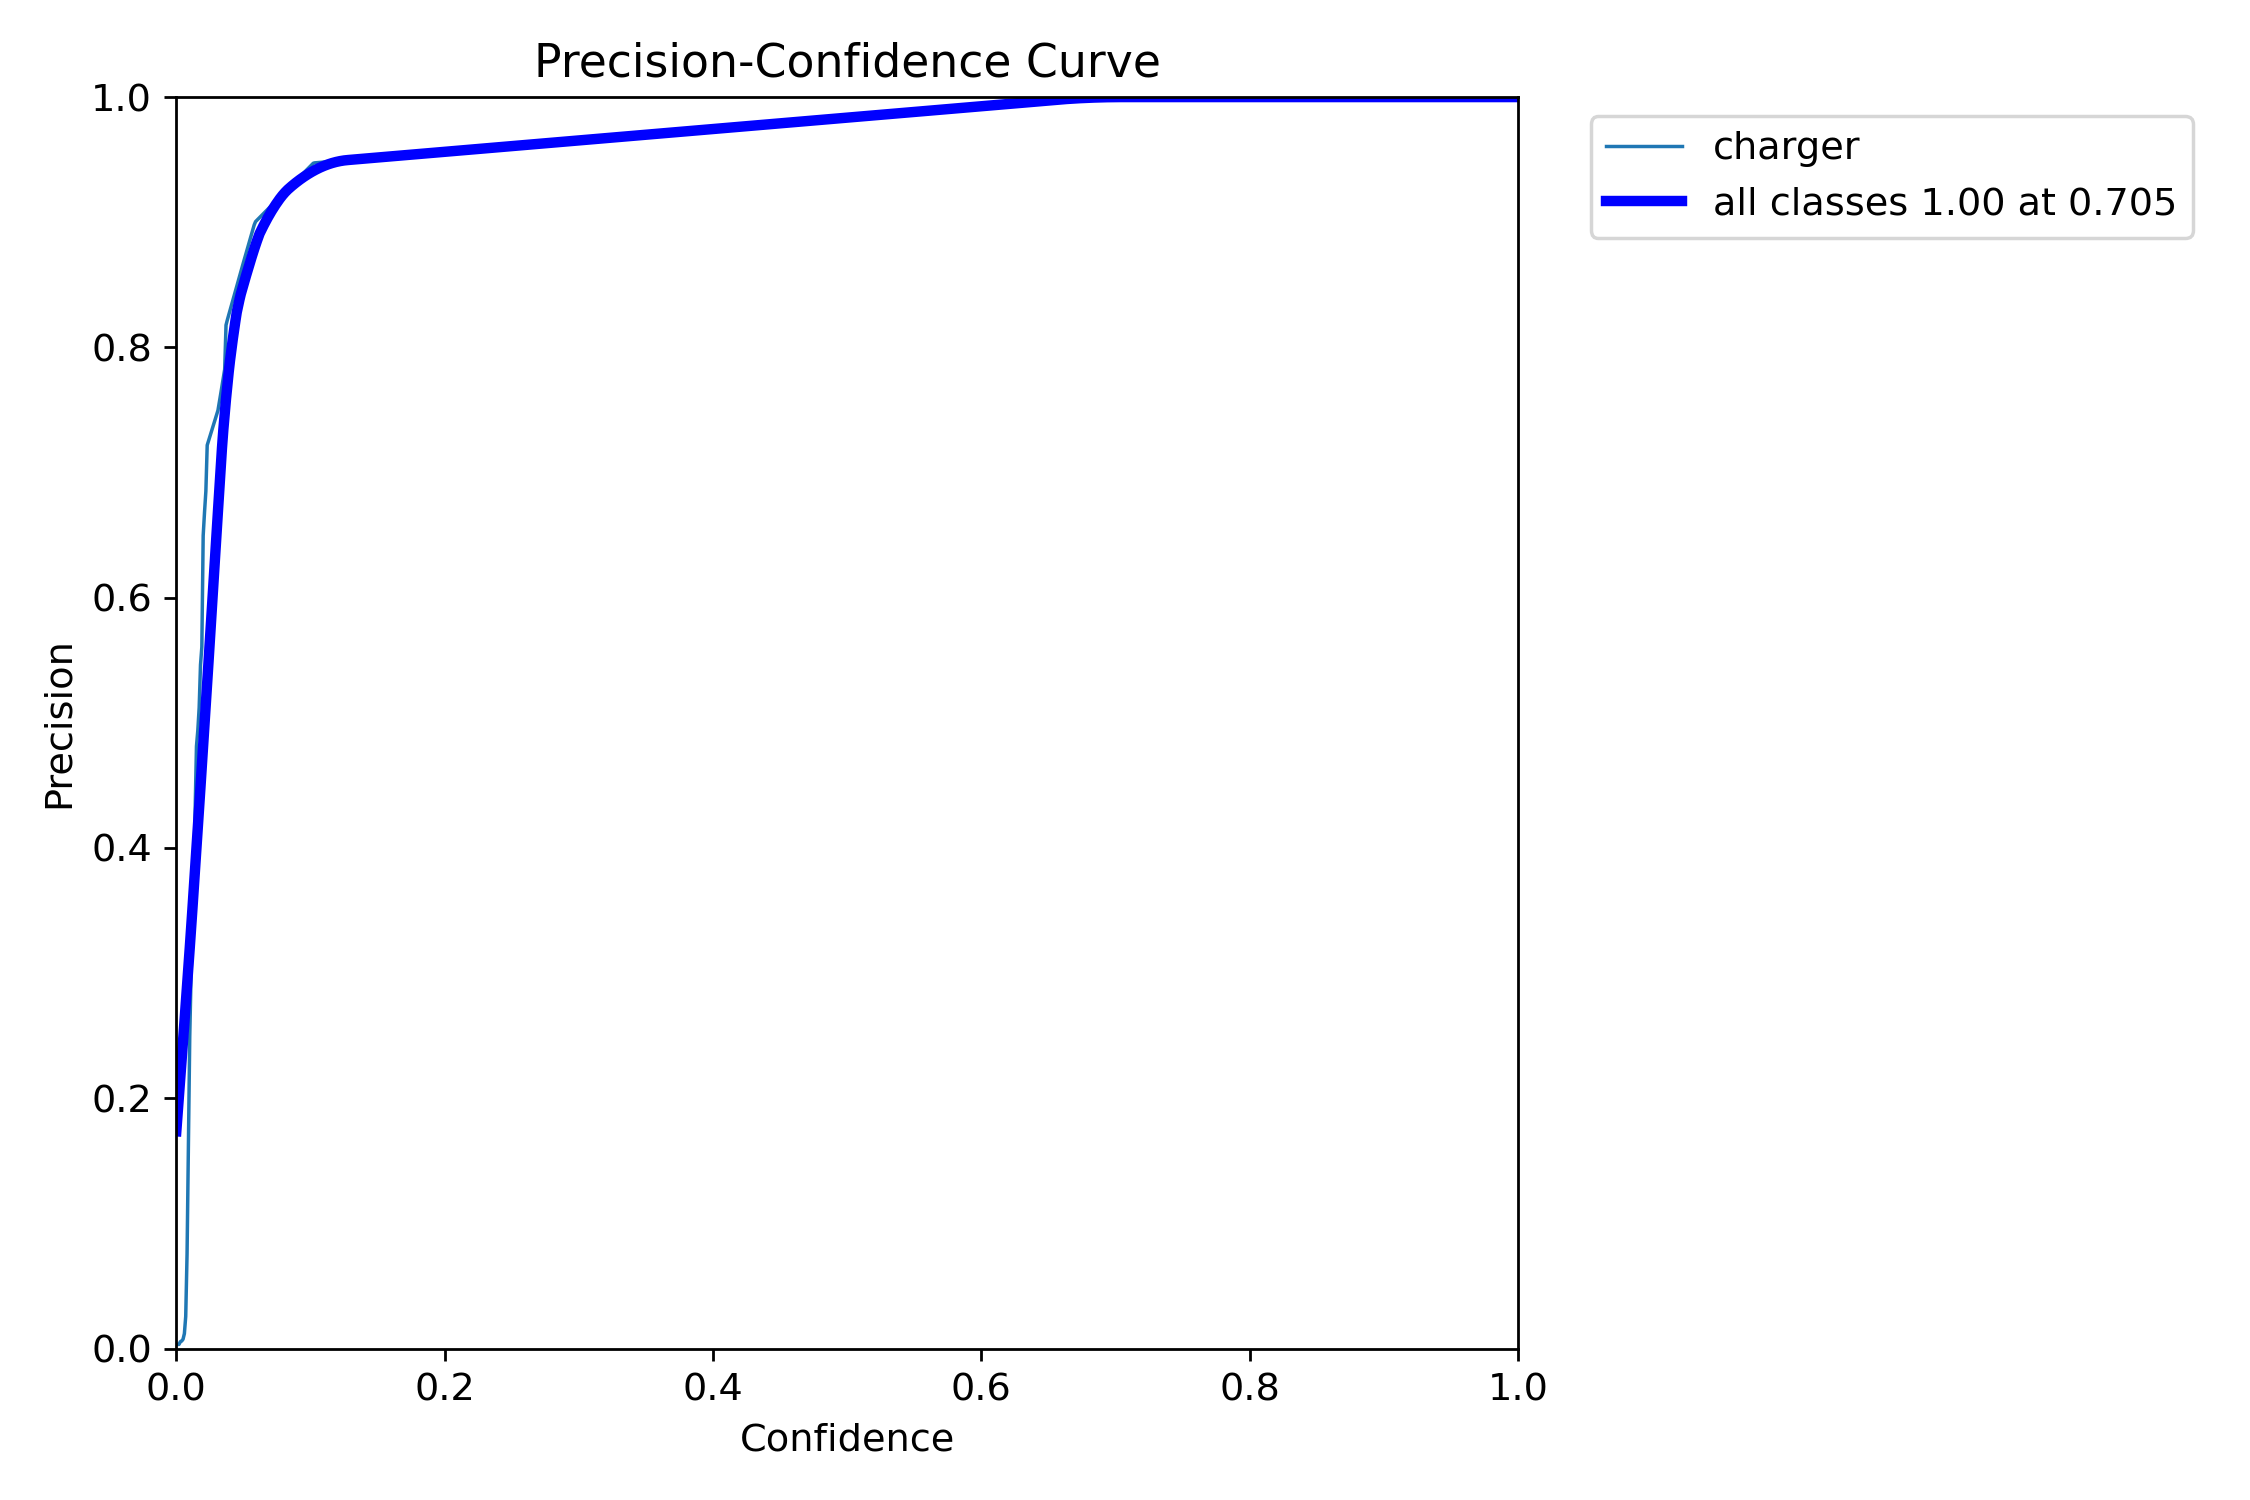 Precision-Confidence Curve
1.0
0.8
0.6
0.4
0.2
0.0
Precision
0.0 0.2 0.4 0.6 0.8 1.0
Confidence
charger
all classes 1.00 at 0.705